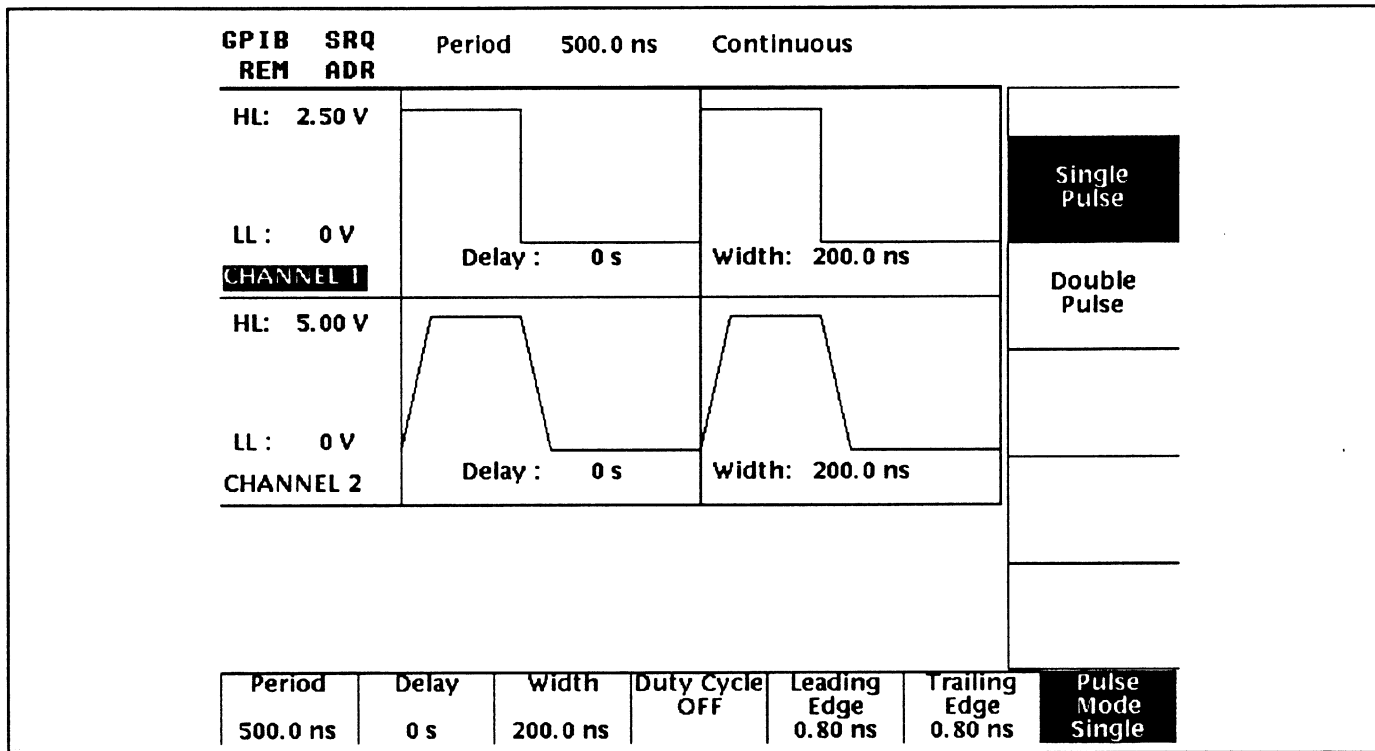 GPIB SRQ Period 500.0 ns Continuous
REM ADR
HL: 2.50 V
LL : 0 V
Delay : 0 s Width: 200.0 ns
CHANNEL 1
HL: 5.00 V
LL : 0 V
Delay : 0 s Width: 200.0 ns
CHANNEL 2
Single
Pulse
Double
Pulse
Period Delay Width Duty Cycle Leading Trailing Pulse
OFF Edge Edge Mode
500.0 ns 0 s 200.0 ns 0.80 ns 0.80 ns Single